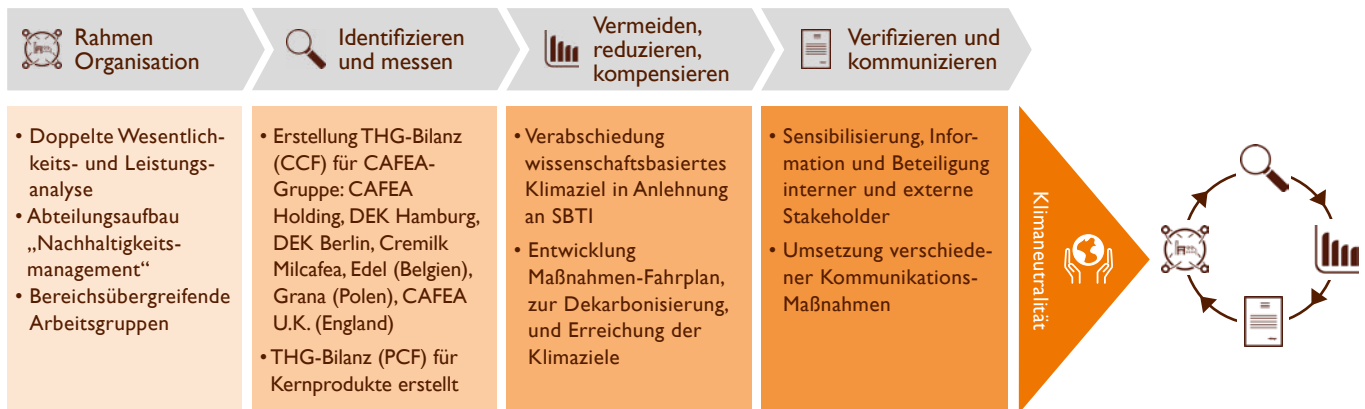 Rahmen
Organisation
Identifizieren
und messen
Vermeiden,
reduzieren,
kompensieren
Verifizieren und
kommunizieren
• Doppelte Wesentlich-
keits- und Leistungs-
analyse
• Abteilungsaufbau
„Nachhaltigkeits-
management“
• Bereichsübergreifende
Arbeitsgruppen
• Erstellung THG-Bilanz
(CCF) für CAFEA-
Gruppe: CAFEA
Holding, DEK Hamburg,
DEK Berlin, Cremilk
Milcafea, Edel (Belgien),
Grana (Polen), CAFEA
U.K. (England)
• THG-Bilanz (PCF) für
Kernprodukte erstellt
• Verabschiedung
wissenschaftsbasiertes
Klimaziel in Anlehnung
an SBTI
• Entwicklung
Maßnahmen-Fahrplan,
zur Dekarbonisierung,
und Erreichung der
Klimaziele
• Sensibilisierung, Infor-
mation und Beteiligung
interner und externe
Stakeholder
• Umsetzung verschiede-
ner Kommunikations-
Maßnahmen
Klimaneutralität